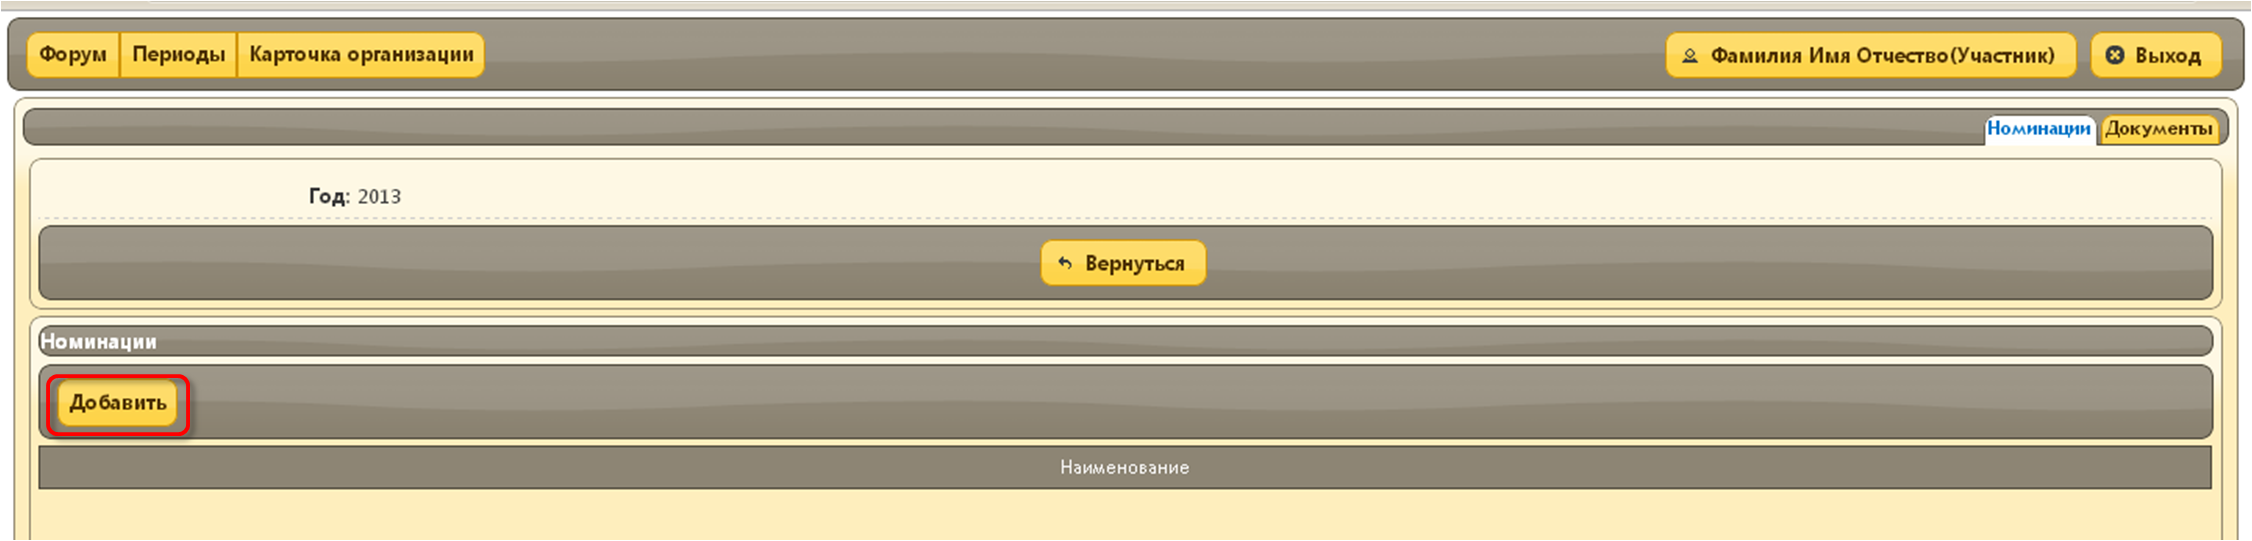 Форум Периоды Карточка организации Фамилия Имя Отчество(Участник) Выход
Номинации Документы
Год: 2013
Вернуться
Номинации
Добавить
Наименование